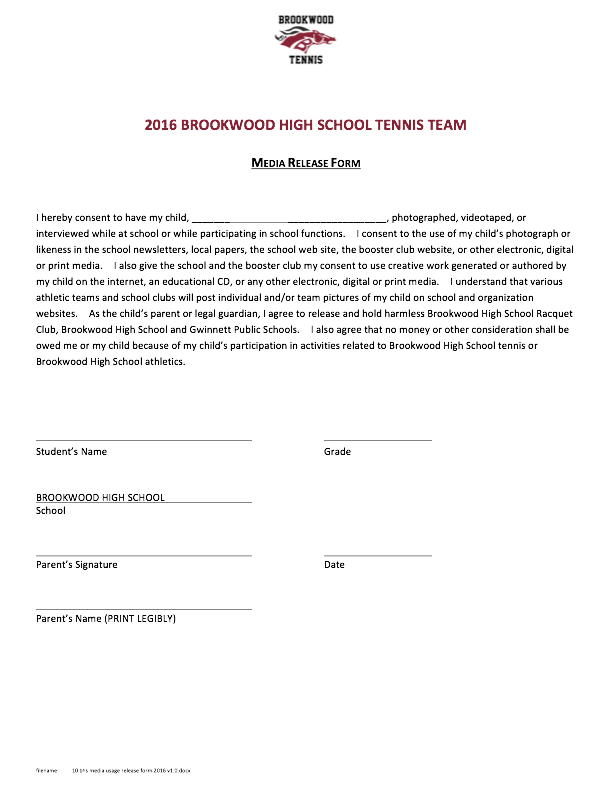 BROOKWOOD
TENNIS
2016 BROOKWOOD HIGH SCHOOL TENNIS TEAM
MEDIA RELEASE FORM
I hereby consent to have my child, ___________________________________, photographed, videotaped, or
interviewed while at school or while participating in school functions. I consent to the use of my child's photograph or
likeness in the school newsletters, local papers, the school web site, the booster club website, or other electronic, digital
or print media. I also give the school and the booster club my consent to use creative work generated or authored by
my child on the internet, an educational CD, or any other electronic, digital or print media. I understand that various
athletic teams and school clubs will post individual and/or team pictures of my child on school and organization
websites. As the child's parent or legal guardian, I agree to release and hold harmless Brookwood High School Racquet
Club, Brookwood High School and Gwinnett Public Schools. I also agree that no money or other consideration shall be
owed me or my child because of my child's participation in activities related to Brookwood High School tennis or
Brookwood High School athletics.
Student's Name Grade
BROOKWOOD HIGH SCHOOL
School
Parent's Signature Date
Parent's Name (PRINT LEGIBLY)
filename 10 bhs media usage release form 2016 v1.0.docx